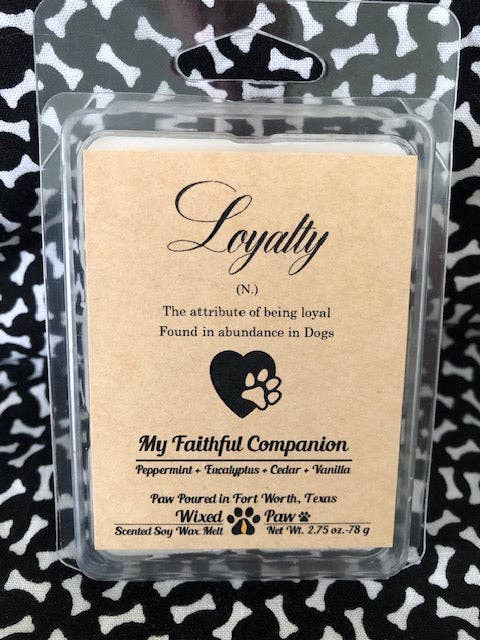 Loyalty
(N.)
The attribute of being loyal
Found in abundance in Dogs
My Faithful Companion
Peppermint + Eucalyptus + Cedar + Vanilla
Paw Poured in Fort Worth, Texas
Wixed Paw
Scented Soy Wax Melt Net Wt. 2.75 oz.-78 g